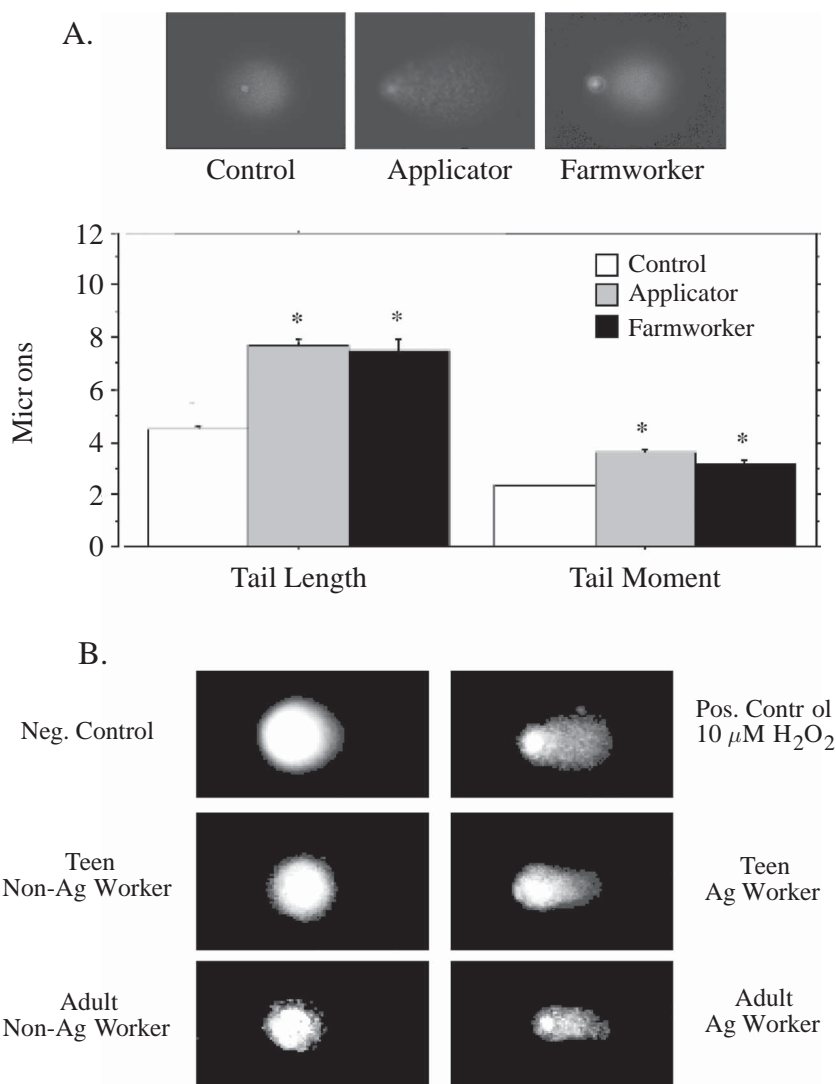 A.
Control
Applicator
Farmworker
12
10
8
6
4
2
0
Microns
Control
Applicator
Farmworker
*
*
*
*
Tail Length
Tail Moment
B.
Neg. Control
Pos. Contr ol
10 μM H2O2
Teen
Non-Ag Worker
Teen
Ag Worker
Adult
Non-Ag Worker
Adult
Ag Worker